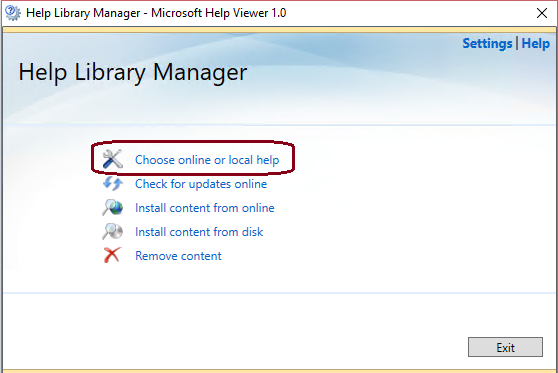 Help Library Manager - Microsoft Help Viewer 1.0
Settings | Help
Help Library Manager
Choose online or local help
Check for updates online
Install content from online
Install content from disk
Remove content
Exit